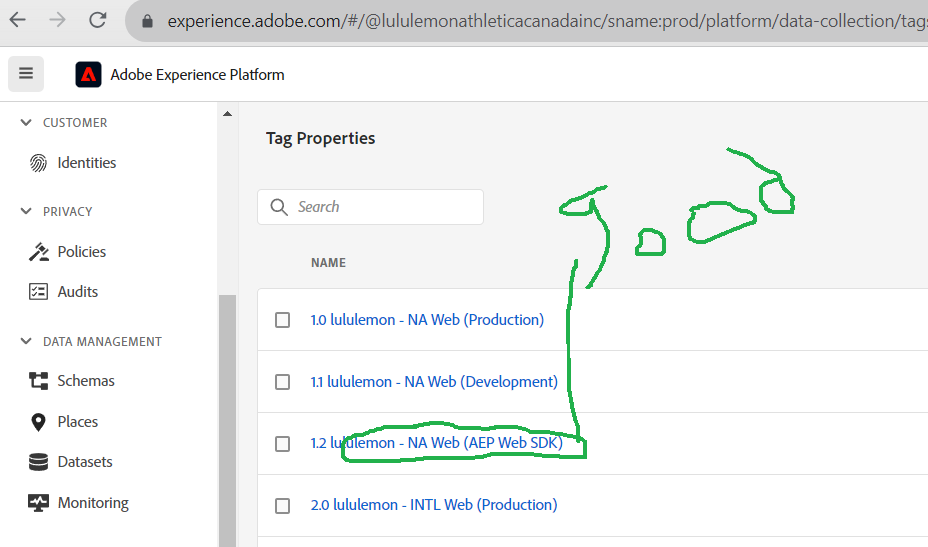 experience.adobe.com/#/@lululemonathleticacanadainc/sname:prod/platform/data-collection/tags
Adobe Experience Platform
CUSTOMER
Identities
PRIVACY
Policies
Audits
DATA MANAGEMENT
Schemas
Places
Datasets
Monitoring
Tag Properties
Search
NAME
1.0 lululemon - NA Web (Production)
1.1 lululemon - NA Web (Development)
1.2 lululemon - NA Web (AEP Web SDK)
2.0 lululemon - INTL Web (Production)